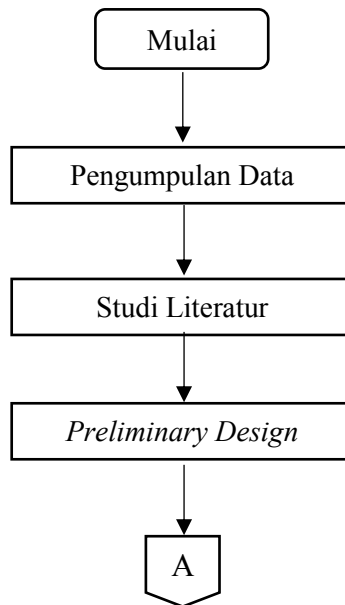 Mulai
Pengumpulan Data
Studi Literatur
Preliminary Design
A